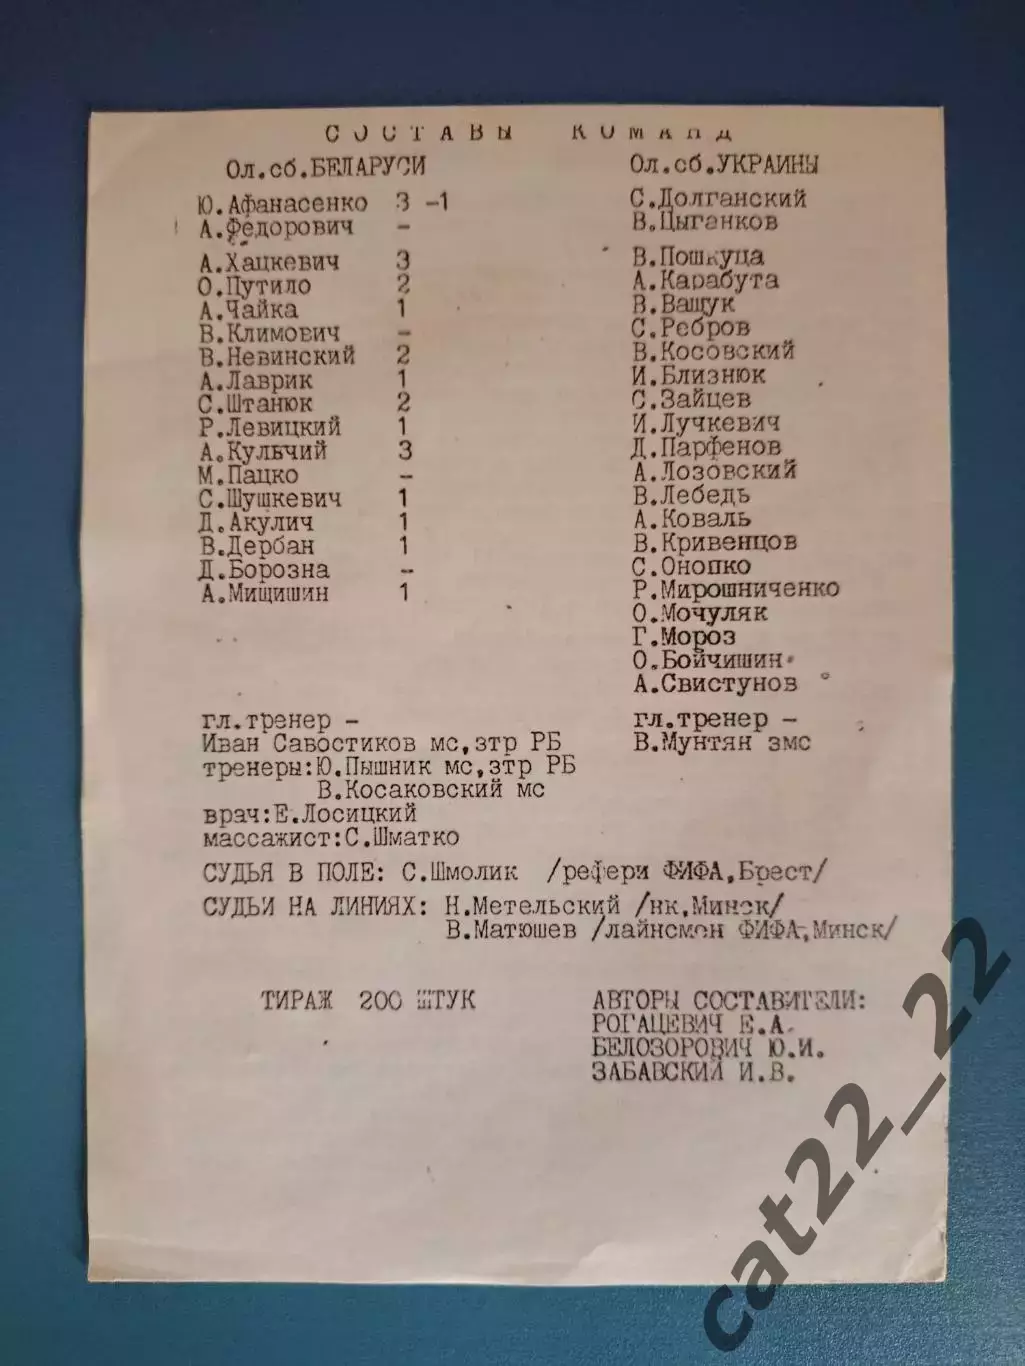 СОСТАВЫ КОМАНД
Ол.сб.БЕЛАРУСИ
Ю.Афанасенко 3 -1
А.Федорович -
А.Хацкевич 3
О.Путило 2
А.Чайка 1
В.Климович -
В.Невинский 2
А.Лаврик 1
С.Штанюк 2
Р.Левицкий 1
А.Кульчий 3
М.Пацко -
С.Шушкевич 1
Д.Акулич 1
В.Дербан 1
Д.Борозна -
А.Мищишин 1
гл.тренер -
Иван Савостиков мс,зтр РБ
тренеры:Ю.Пышник мс,зтр РБ
В.Косаковский мс
врач:Е.Лосицкий
массажист:С.Шматко
Ол.сб.УКРАИНЫ
С.Долганский
В.Цыганков
В.Пошкуца
А.Карабута
В.Ващук
С.Ребров
В.Косовский
И.Близнюк
С.Зайцев
И.Лучкевич
Д.Парфенов
А.Лозовский
В.Лебедь
А.Коваль
В.Кривенцов
С.Онопко
Р.Мирошниченко
О.Мочуляк
Г.Мороз
О.Бойчишин
А.Свистунов
гл.тренер -
В.Мунтян змс
СУДЬЯ В ПОЛЕ: С.Шмолик /рефери ФИФА,Брест/
СУДЬИ НА ЛИНИЯХ: Н.Метельский /нк,Минск/
В.Матюшев /лайнсмон ФИФА,Минск/
ТИРАЖ 200 ШТУК
АВТОРЫ СОСТАВИТЕЛИ:
РОГАЦЕВИЧ Е.А.
БЕЛОЗОРОВИЧ Ю.И.
ЗАБАВСКИЙ И.В.
cat22_22